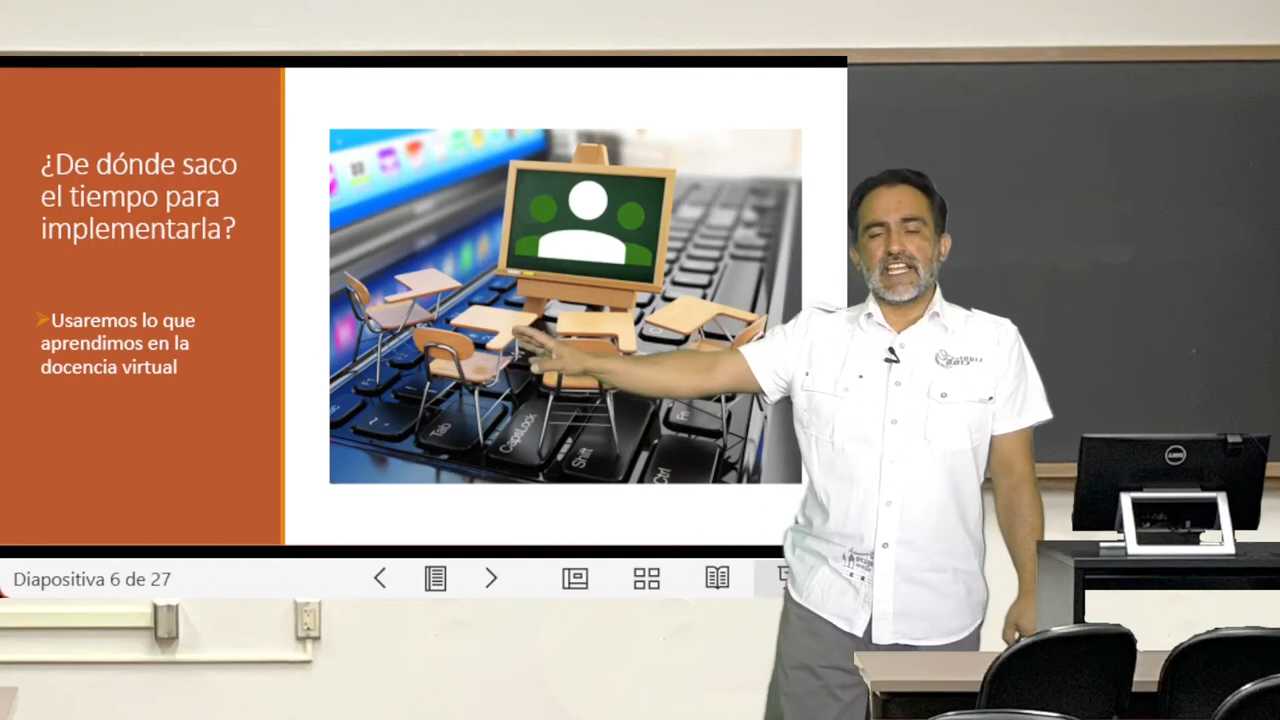 ¿De dónde saco
el tiempo para
implementarla?
➤Usaremos lo que
aprendimos en la
docencia virtual
Tab
CapsLock
Shift
Fn
Ctrl
Diapositiva 6 de 27
DELL